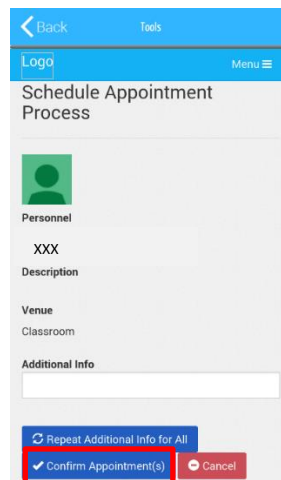 Back Tools
Logo Menu
Schedule Appointment
Process
Personnel
XXX
Description
Venue
Classroom
Additional Info
Repeat Additional Info for All
Confirm Appointment(s) Cancel